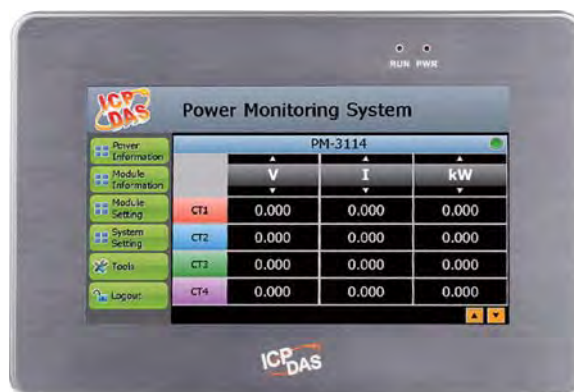 RUN PWR
ICP
DAS
Power Monitoring System
Power
Information
PM-3114
Module
Information
V I kW
Module
Setting
CT1 0.000 0.000 0.000
System
Setting
CT2 0.000 0.000 0.000
Tools
CT3 0.000 0.000 0.000
Logout
CT4 0.000 0.000 0.000
ICP
DAS